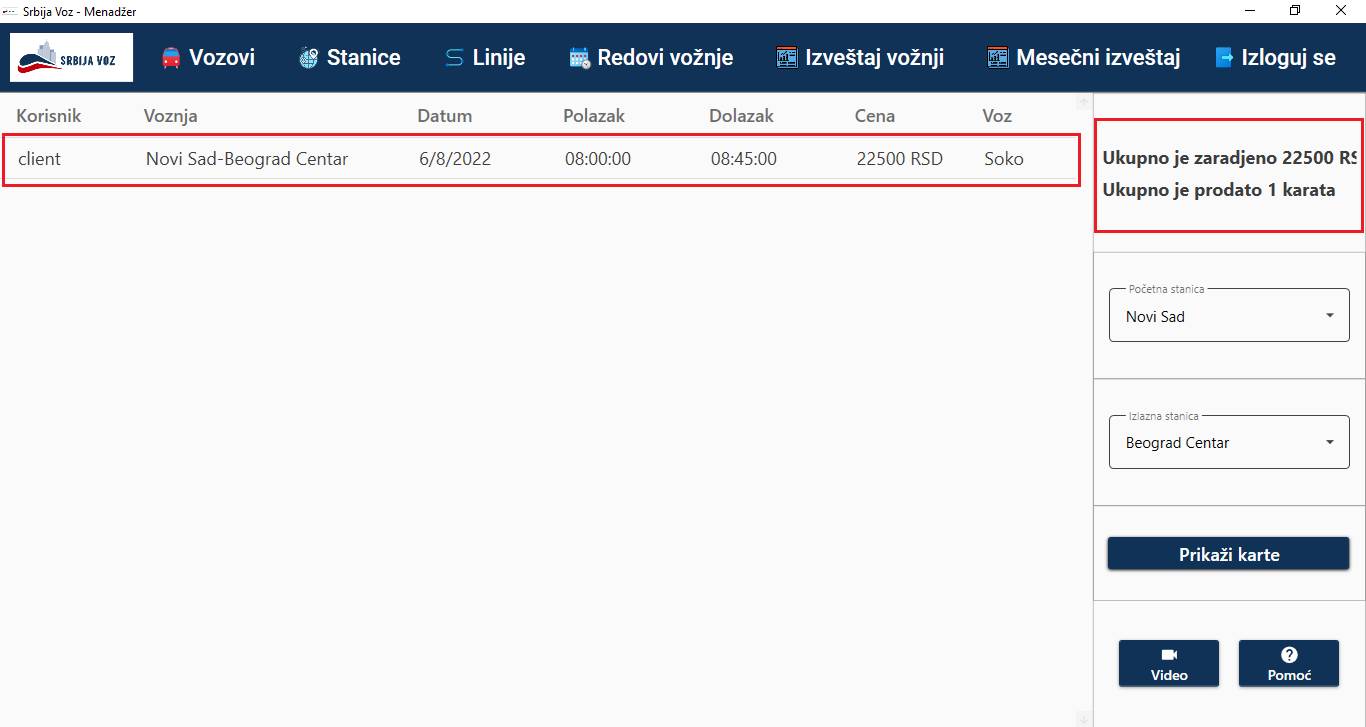 Srbija Voz - Menadžer
SRBIJA VOZ Vozovi Stanice Linije Redovi vožnje Izveštaj vožnji Mesečni izveštaj Izloguj se
Korisnik Voznja Datum Polazak Dolazak Cena Voz
client Novi Sad-Beograd Centar 6/8/2022 08:00:00 08:45:00 22500 RSD Soko
Ukupno je zaradjeno 22500 RS
Ukupno je prodato 1 karata
Početna stanica
Novi Sad
Izlazna stanica
Beograd Centar
Prikaži karte
Video Pomoć